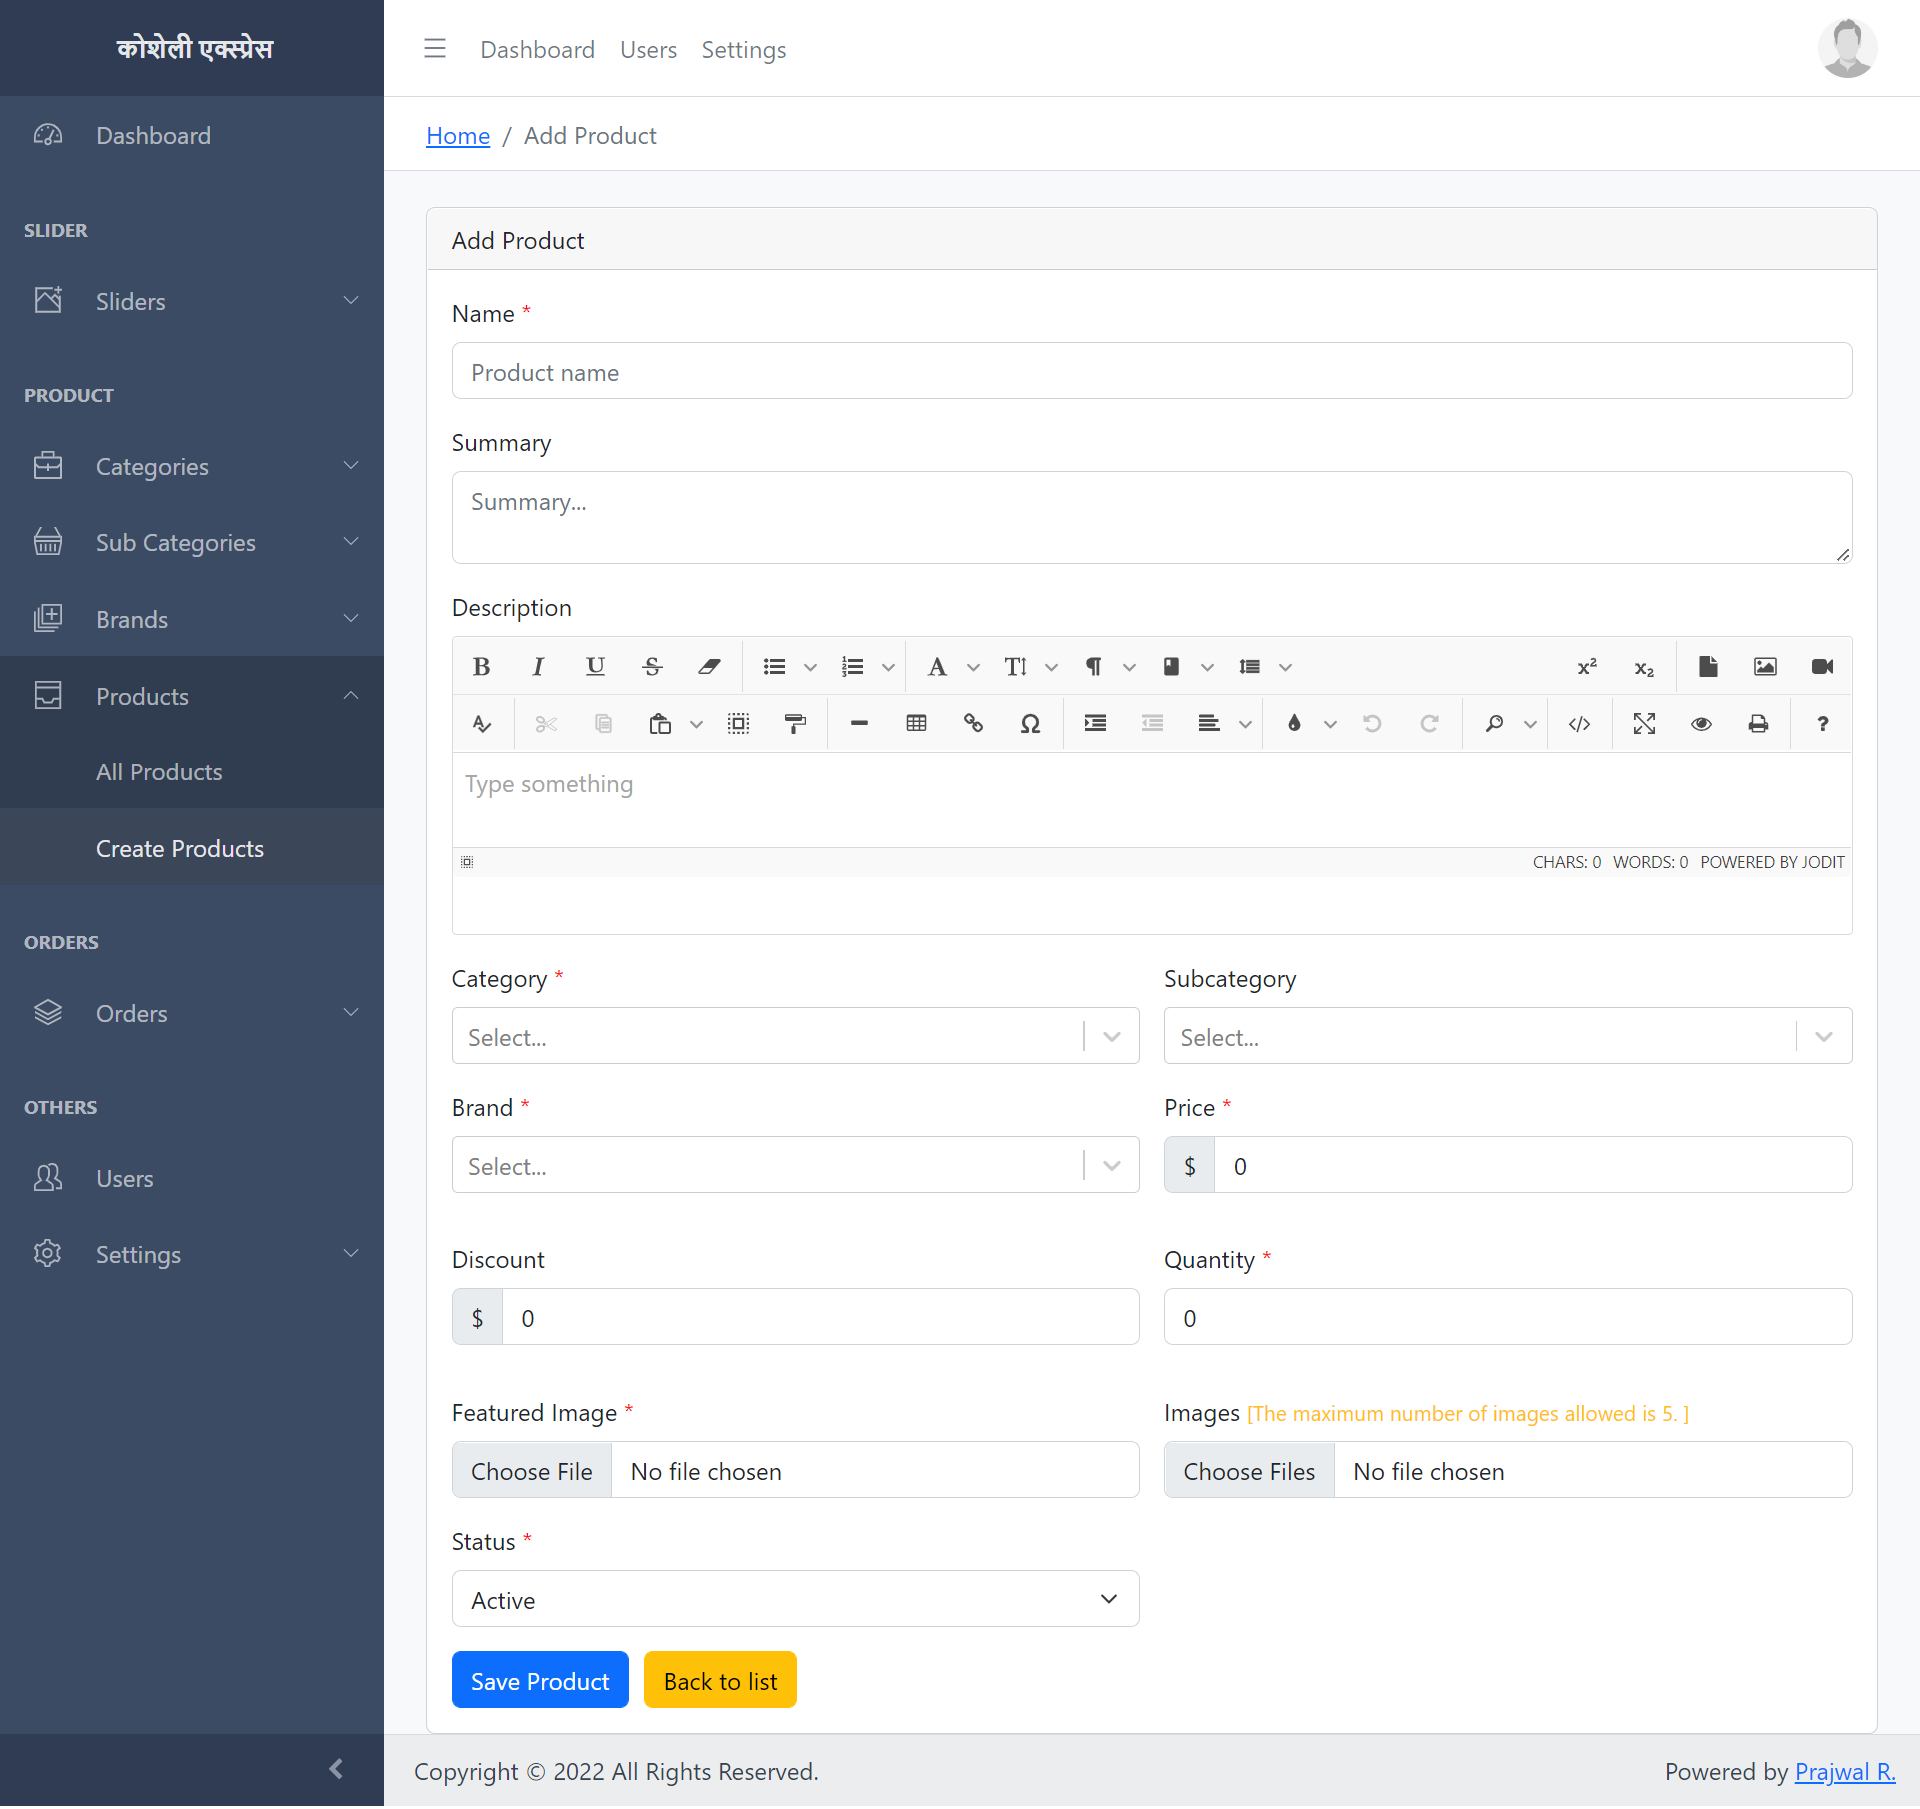 कोशेली एक्स्प्रेस
Dashboard
SLIDER
Sliders
PRODUCT
Categories
Sub Categories
Brands
Products
All Products
Create Products
ORDERS
Orders
OTHERS
Users
Settings
Dashboard Users Settings
Home / Add Product
Add Product
Name *
Product name
Summary
Summary...
Description
Type something
CHARS: 0 WORDS: 0 POWERED BY JODIT
Category *
Select...
Subcategory
Select...
Brand *
Select...
Price *
$ 0
Discount
$ 0
Quantity *
0
Featured Image *
Choose File No file chosen
Images [The maximum number of images allowed is 5. ]
Choose Files No file chosen
Status *
Active
Save Product
Back to list
Copyright © 2022 All Rights Reserved.
Powered by Prajwal R.